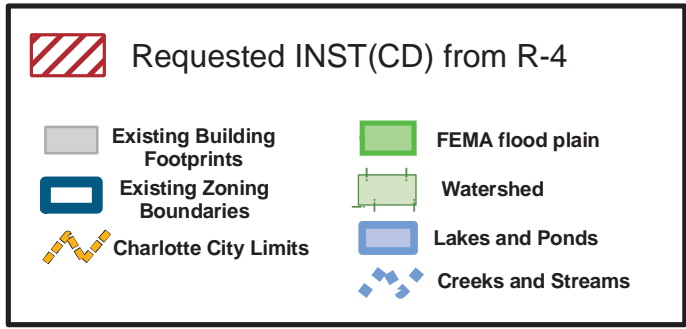 Requested INST(CD) from R-4
Existing Building
Footprints
Existing Zoning
Boundaries
Charlotte City Limits
FEMA flood plain
Watershed
Lakes and Ponds
Creeks and Streams